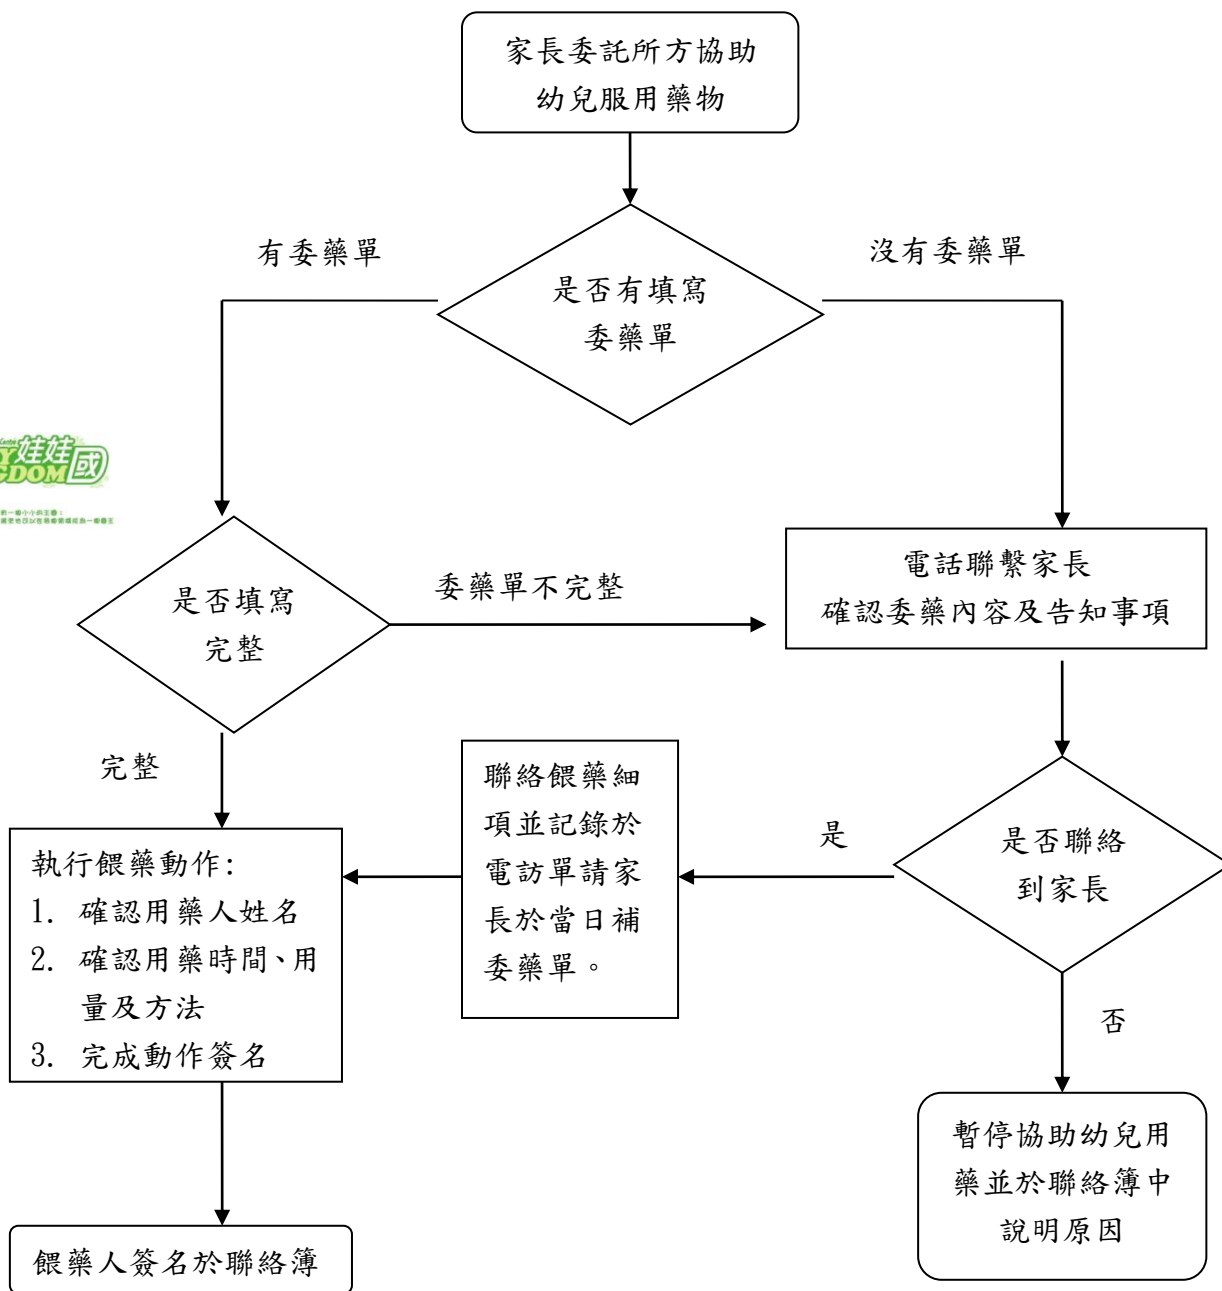 家長委託所方協助
幼兒服用藥物
有委藥單
沒有委藥單
是否有填寫
委藥單
娃娃國
GDOM
是否填寫
完整
委藥單不完整
電話聯繫家長
確認委藥內容及告知事項
完整
聯絡餵藥細
項並記錄於
電訪單請家
長於當日補
委藥單。
是
是否聯絡
到家長
執行餵藥動作:
1. 確認用藥人姓名
2. 確認用藥時間、用
量及方法
3. 完成動作簽名
否
暫停協助幼兒用
藥並於聯絡簿中
說明原因
餵藥人簽名於聯絡簿